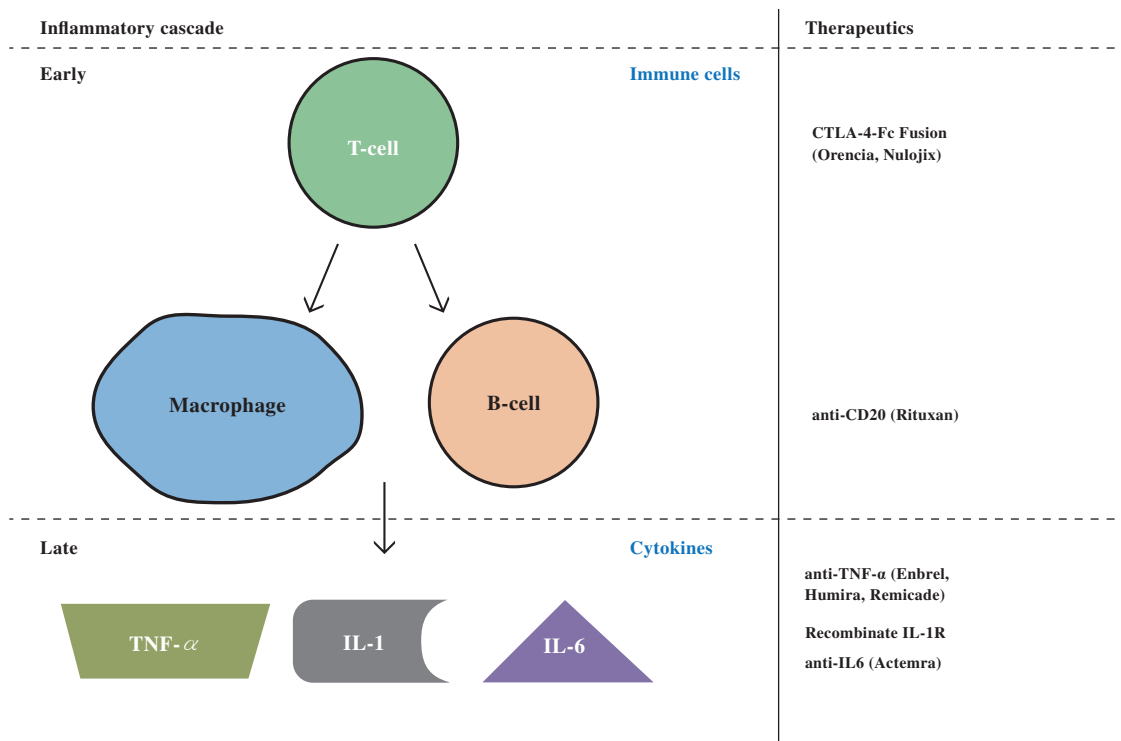 Inflammatory cascade
Therapeutics
Early
Immune cells
T-cell
CTLA-4-Fc Fusion
(Orencia, Nulojix)
Macrophage
B-cell
anti-CD20 (Rituxan)
Late
Cytokines
TNF-α
IL-1
IL-6
anti-TNF-α (Enbrel,
Humira, Remicade)
Recombinate IL-1R
anti-IL6 (Actemra)